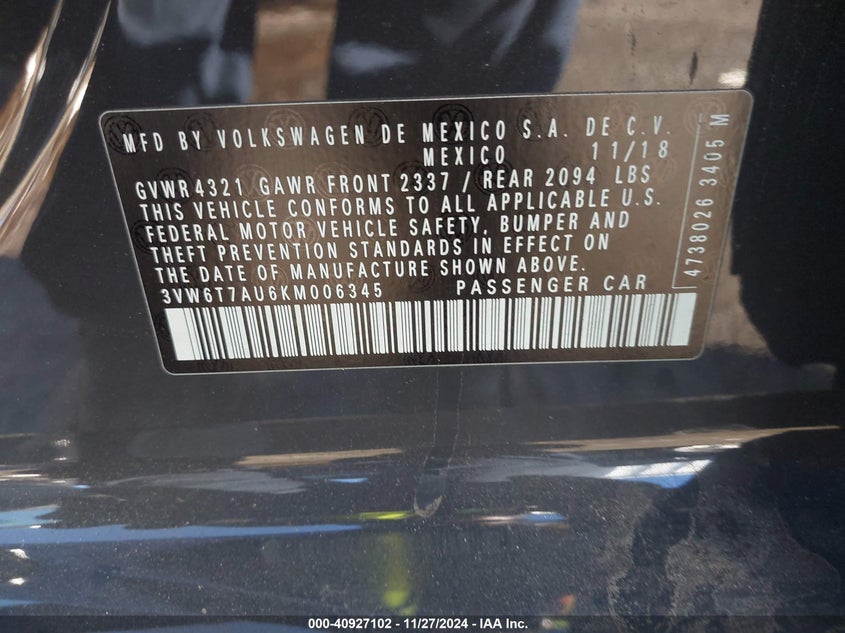 MFD BY VOLKSWAGEN DE MEXICO S.A. DE C.V.
MEXICO 11/18
GVWR 4321 GAWR FRONT 2337 / REAR 2094 LBS
THIS VEHICLE CONFORMS TO ALL APPLICABLE U.S.
FEDERAL MOTOR VEHICLE SAFETY, BUMPER AND
THEFT PREVENTION STANDARDS IN EFFECT ON
THE DATE OF MANUFACTURE SHOWN ABOVE.
3VW6T7AU6KM006345 PASSENGER CAR
47380263405 M
000-40927102 - 11/27/2024 - IAA Inc.